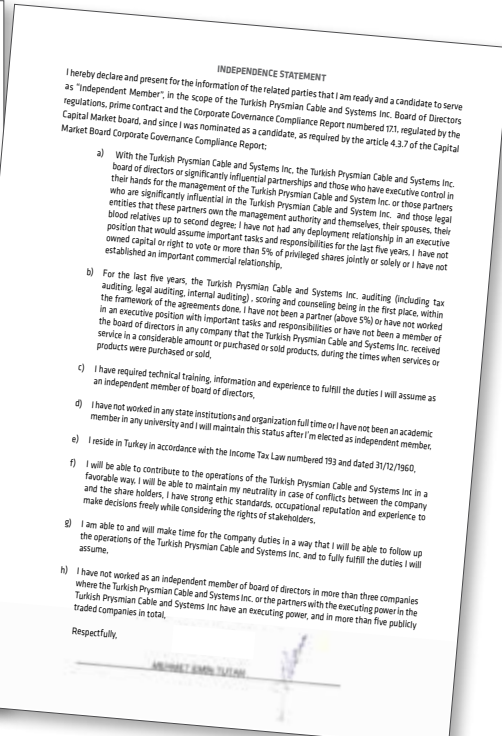 INDEPENDENCE STATEMENT
I hereby declare and present for the information of the related parties that I am ready and a candidate to serve
as "Independent Member", in the scope of the Turkish Prysmian Cable and Systems Inc. Board of Directors
regulations, prime contract and the Corporate Governance Compliance Report numbered 17.1, regulated by the
Capital Market board, and since I was nominated as a candidate, as required by the article 4.3.7 of the Capital
Market Board Corporate Governance Compliance Report;
a) With the Turkish Prysmian Cable and Systems Inc, the Turkish Prysmian Cable and Systems Inc.
board of directors or significantly influential partnerships and those who have executive control in
their hands for the management of the Turkish Prysmian Cable and System Inc. or those partners
who are significantly influential in the Turkish Prysmian Cable and System Inc. and those legal
entities that these partners own the management authority and themselves, their spouses, their
blood relatives up to second degree; I have not had any deployment relationship in an executive
position that would assume important tasks and responsibilities for the last five years, I have not
owned capital or right to vote or more than 5% of privileged shares jointly or solely or I have not
established an important commercial relationship,
b) For the last five years, the Turkish Prysmian Cable and Systems Inc. auditing (including tax
auditing, legal auditing, internal auditing) , scoring and counseling being in the first place, within
the framework of the agreements done, I have not been a partner (above 5%) or have not worked
in an executive position with important tasks and responsibilities or have not been a member of
the board of directors in any company that the Turkish Prysmian Cable and Systems Inc. received
service in a considerable amount or purchased or sold products, during the times when services or
products were purchased or sold,
c) I have required technical training, information and experience to fulfill the duties I will assume as
an independent member of board of directors,
d) I have not worked in any state institutions and organization full time or I have not been an academic
member in any university and I will maintain this status after I'm elected as independent member,
e) I reside in Turkey in accordance with the Income Tax Law numbered 193 and dated 31/12/1960,
f) I will be able to contribute to the operations of the Turkish Prysmian Cable and Systems Inc in a
favorable way, I will be able to maintain my neutrality in case of conflicts between the company
and the share holders, I have strong ethic standards, occupational reputation and experience to
make decisions freely while considering the rights of stakeholders,
g) I am able to and will make time for the company duties in a way that I will be able to follow up
the operations of the Turkish Prysmian Cable and Systems Inc. and to fully fulfill the duties I will
assume,
h) I have not worked as an independent member of board of directors in more than three companies
where the Turkish Prysmian Cable and Systems Inc. or the partners with the executing power in the
Turkish Prysmian Cable and Systems Inc have an executing power, and in more than five publicly
traded companies in total,
Respectfully,
MEHMET EMİN TUTAN